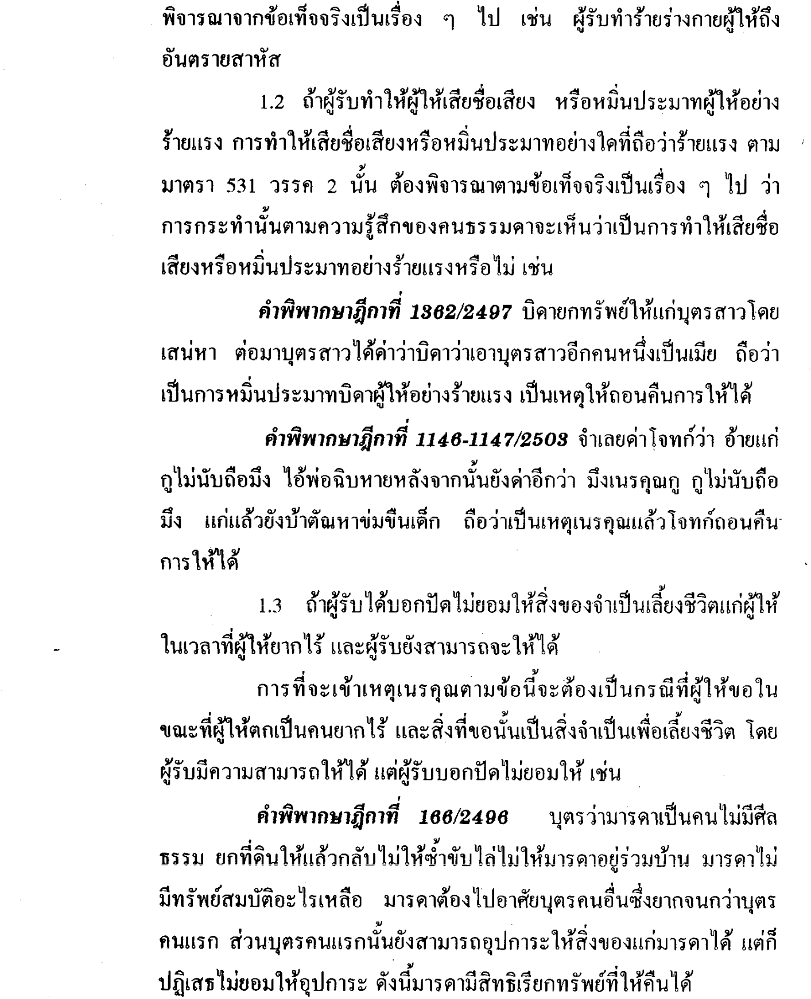 พิจารณาจากข้อเท็จจริงเป็นเรื่อง ๆ ไป เช่น ผู้รับทำร้ายร่างกายผู้ให้ถึง
อันตรายสาหัส
1.2 ถ้าผู้รับทำให้ผู้ให้เสียชื่อเสียง หรือหมิ่นประมาทผู้ให้อย่าง
ร้ายแรง การทำให้เสียชื่อเสียงหรือหมิ่นประมาทอย่างใดที่ถือว่าร้ายแรง ตาม
มาตรา 531 วรรค 2 นั้น ต้องพิจารณาตามข้อเท็จจริงเป็นเรื่อง ๆ ไป ว่า
การกระทำนั้นตามความรู้สึกของคนธรรมดาจะเห็นว่าเป็นการทำให้เสียชื่อ
เสียงหรือหมิ่นประมาทอย่างร้ายแรงหรือไม่ เช่น
คำพิพากษาฎีกาที่ 1362/2497 บิดายกทรัพย์ให้แก่บุตรสาวโดย
เสน่หา ต่อมาบุตรสาวได้ด่าว่าบิดาว่าเอาบุตรสาวอีกคนหนึ่งเป็นเมีย ถือว่า
เป็นการหมิ่นประมาทบิดาผู้ให้อย่างร้ายแรง เป็นเหตุให้ถอนคืนการให้ได้
คำพิพากษาฎีกาที่ 1146-1147/2503 จำเลยด่าโจทก์ว่า อ้ายแก่
กูไม่นับถือมึง ไอ้พ่อฉิบหายหลังจากนั้นยังด่าอีกว่า มึงเนรคุณกู กูไม่นับถือ
มึง แก่แล้วยังบ้าตัณหาข่มขืนเด็ก ถือว่าเป็นเหตุเนรคุณแล้วโจทก์ถอนคืน
การให้ได้
1.3 ถ้าผู้รับได้บอกปัดไม่ยอมให้สิ่งของจำเป็นเลี้ยงชีวิตแก่ผู้ให้
ในเวลาที่ผู้ให้ยากไร้ และผู้รับยังสามารถจะให้ได้
การที่จะเข้าเหตุเนรคุณตามข้อนี้จะต้องเป็นกรณีที่ผู้ให้ขอใน
ขณะที่ผู้ให้ตกเป็นคนยากไร้ และสิ่งที่ขอนั้นเป็นสิ่งจำเป็นเพื่อเลี้ยงชีวิต โดย
ผู้รับมีความสามารถให้ได้ แต่ผู้รับบอกปัดไม่ยอมให้ เช่น
คำพิพากษาฎีกาที่ 166/2496 บุตรว่ามารดาเป็นคนไม่มีศีล
ธรรม ยกที่ดินให้แล้วกลับไม่ให้ซ้ำขับไล่ไม่ให้มารดาอยู่ร่วมบ้าน มารดาไม่
มีทรัพย์สมบัติอะไรเหลือ มารดาต้องไปอาศัยบุตรคนอื่นซึ่งยากจนกว่าบุตร
คนแรก ส่วนบุตรคนแรกนั้นยังสามารถอุปการะให้สิ่งของแก่มารดาได้ แต่ก็
ปฏิเสธไม่ยอมให้อุปการะ ดังนี้มารดามีสิทธิเรียกทรัพย์ที่ให้คืนได้